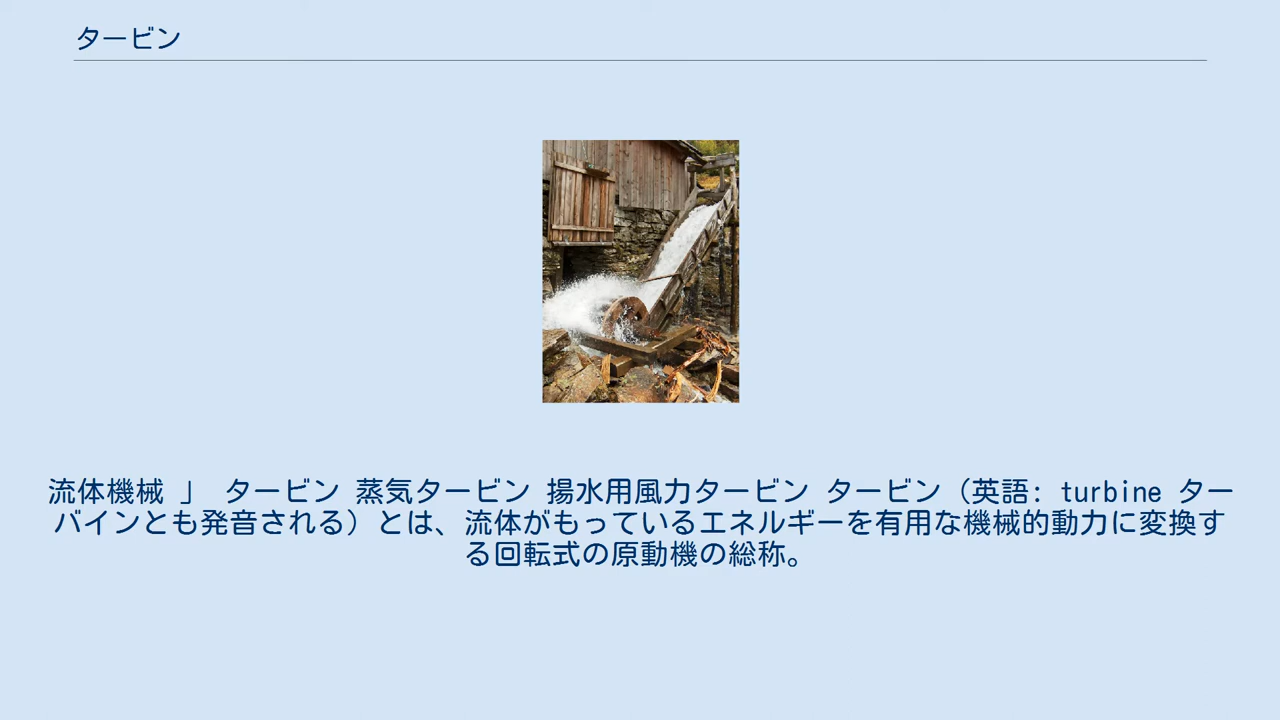 タービン
流体機械 」 タービン 蒸気タービン 揚水用風力タービン タービン（英語: turbine ター
バインとも発音される）とは、流体がもっているエネルギーを有用な機械的動力に変換す
る回転式の原動機の総称。